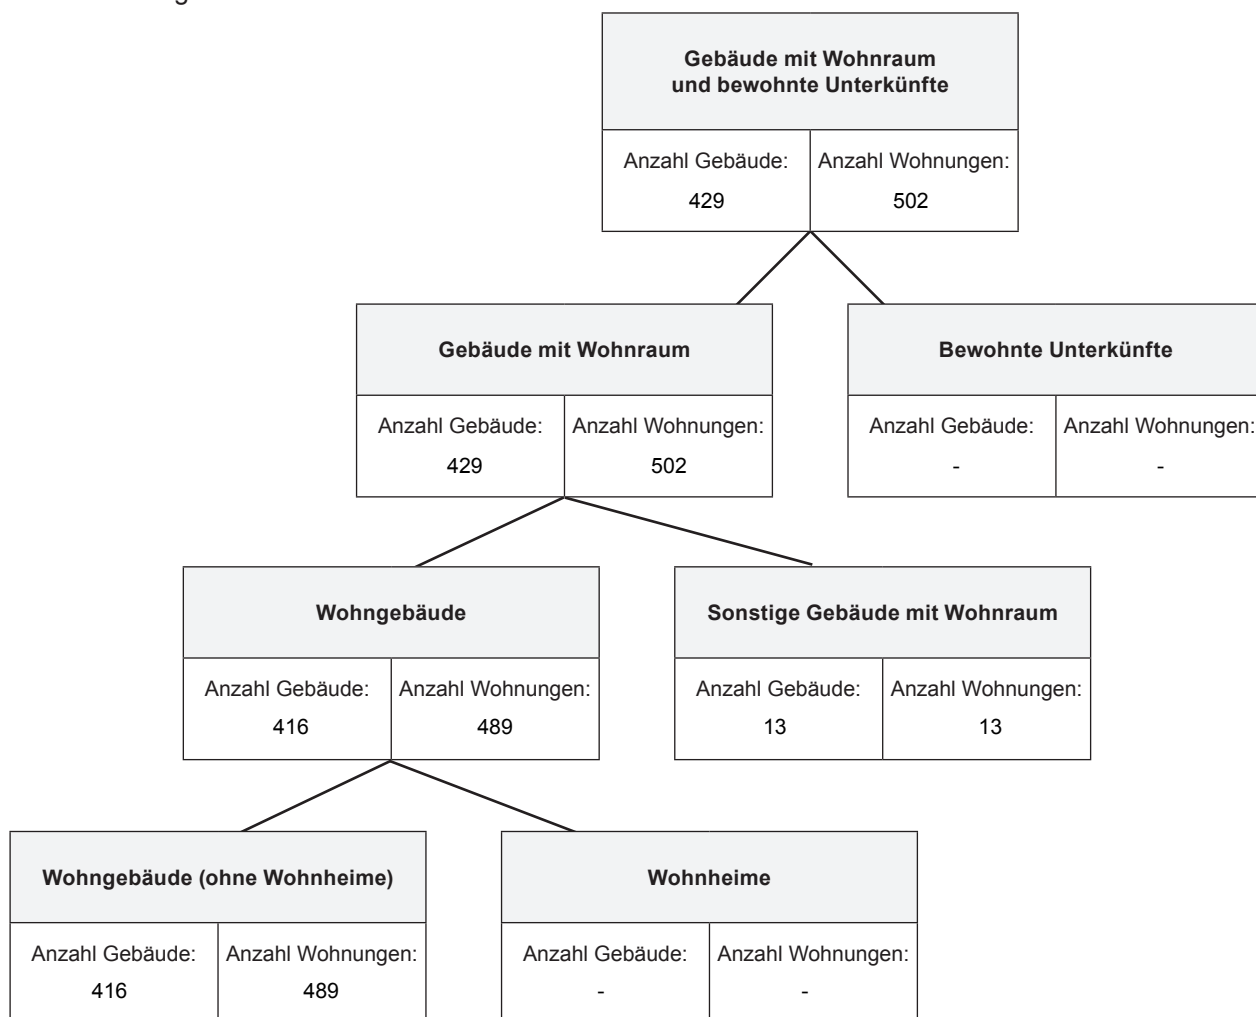 Gebäude mit Wohnraum
und bewohnte Unterkünfte
Anzahl Gebäude: Anzahl Wohnungen:
429 502
Gebäude mit Wohnraum Bewohnte Unterkünfte
Anzahl Gebäude: Anzahl Wohnungen: Anzahl Gebäude: Anzahl Wohnungen:
429 502 - -
Wohngebäude Sonstige Gebäude mit Wohnraum
Anzahl Gebäude: Anzahl Wohnungen: Anzahl Gebäude: Anzahl Wohnungen:
416 489 13 13
Wohngebäude (ohne Wohnheime) Wohnheime
Anzahl Gebäude: Anzahl Wohnungen: Anzahl Gebäude: Anzahl Wohnungen:
416 489 - -